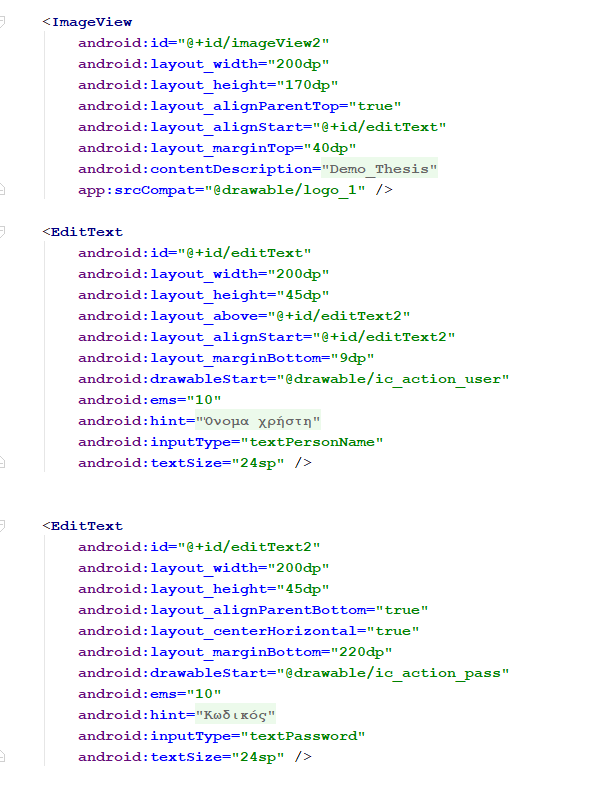 <ImageView
android:id="@+id/imageView2"
android:layout_width="200dp"
android:layout_height="170dp"
android:layout_alignParentTop="true"
android:layout_alignStart="@+id/editText"
android:layout_marginTop="40dp"
android:contentDescription="Demo_Thesis"
app:srcCompat="@drawable/logo_1" />
<EditText
android:id="@+id/editText"
android:layout_width="200dp"
android:layout_height="45dp"
android:layout_above="@+id/editText2"
android:layout_alignStart="@+id/editText2"
android:layout_marginBottom="9dp"
android:drawableStart="@drawable/ic_action_user"
android:ems="10"
android:hint="Όνομα χρήστη"
android:inputType="textPersonName"
android:textSize="24sp" />
<EditText
android:id="@+id/editText2"
android:layout_width="200dp"
android:layout_height="45dp"
android:layout_alignParentBottom="true"
android:layout_centerHorizontal="true"
android:layout_marginBottom="220dp"
android:drawableStart="@drawable/ic_action_pass"
android:ems="10"
android:hint="Κωδικός"
android:inputType="textPassword"
android:textSize="24sp" />